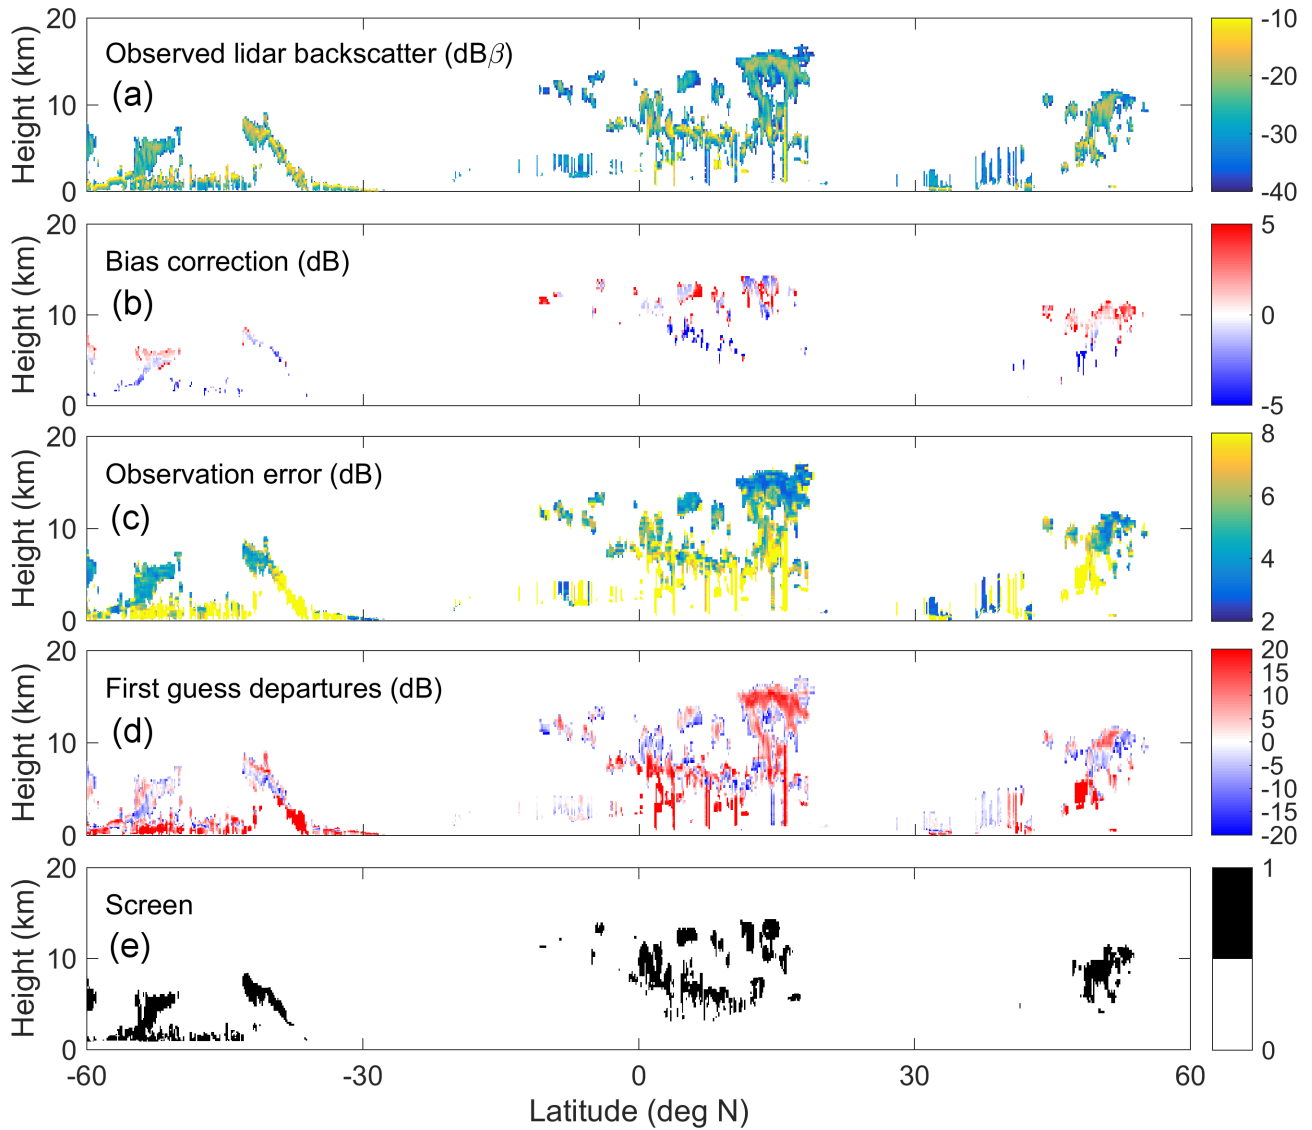 20
10
0
Height (km)
Observed lidar backscatter (dBβ)
(a)
-10
-20
-30
-40
20
10
0
Height (km)
Bias correction (dB)
(b)
5
0
-5
20
10
0
Height (km)
Observation error (dB)
(c)
8
6
4
2
20
10
0
Height (km)
First guess departures (dB)
(d)
20
15
10
5
0
-5
-10
-15
-20
20
10
0
Height (km)
Screen
(e)
1
0
-60
-30
0
30
60
Latitude (deg N)